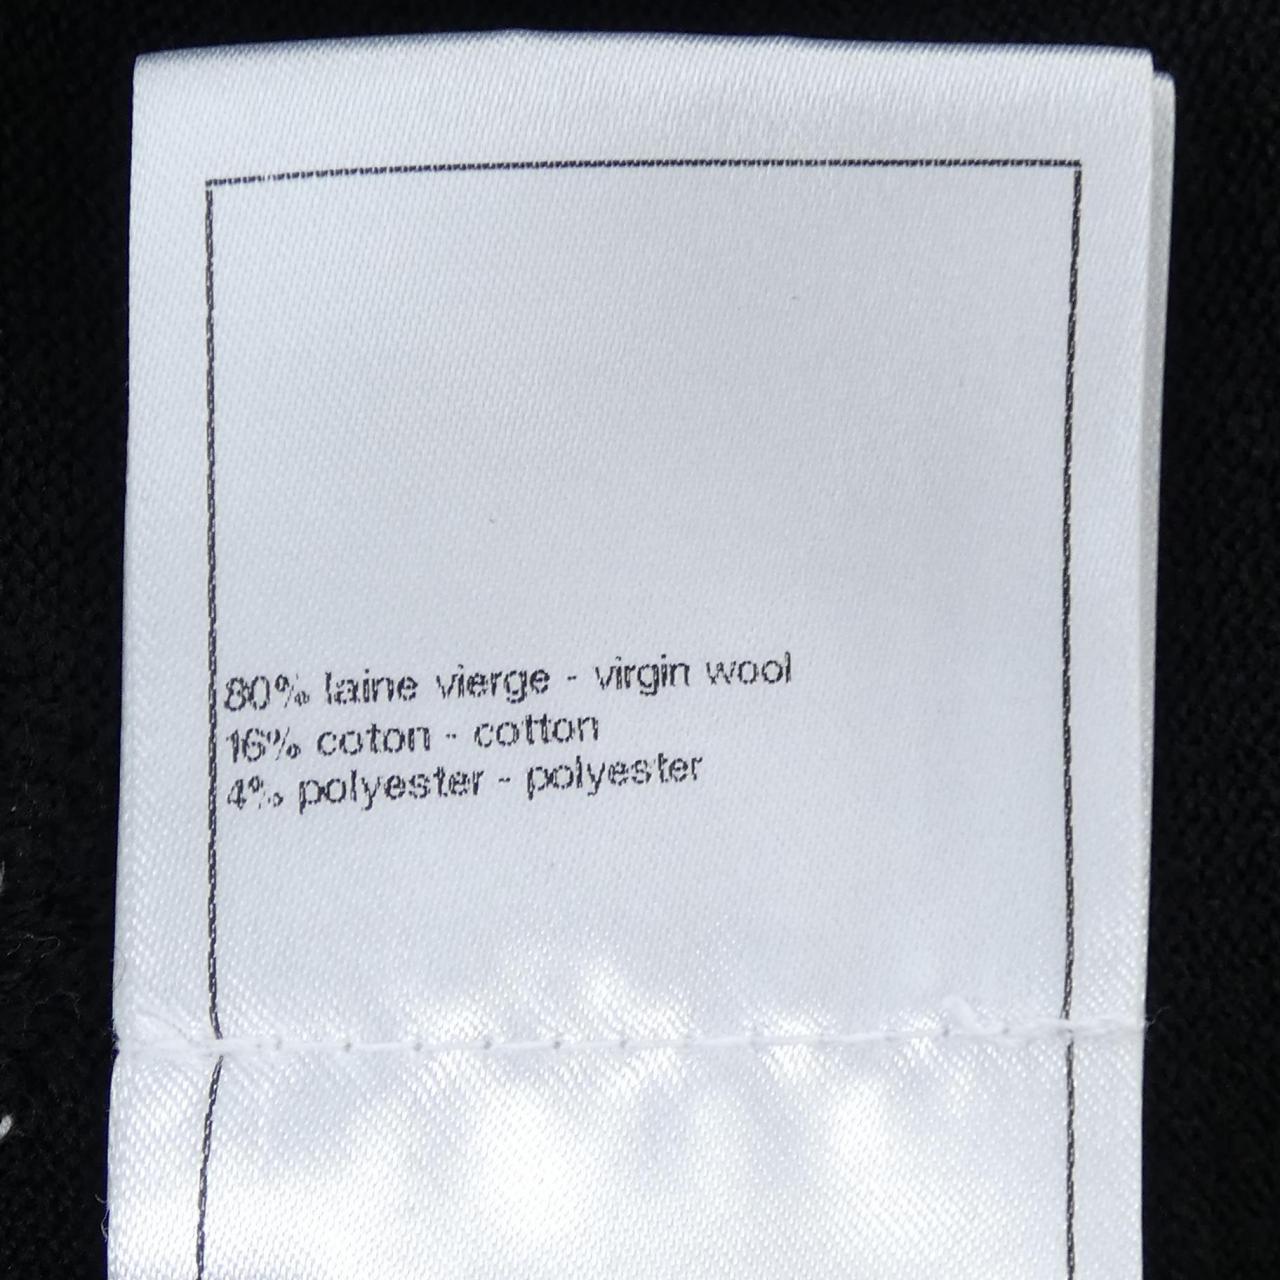 80% laine vierge - virgin wool
16% coton - cotton
4% polyester - polyester